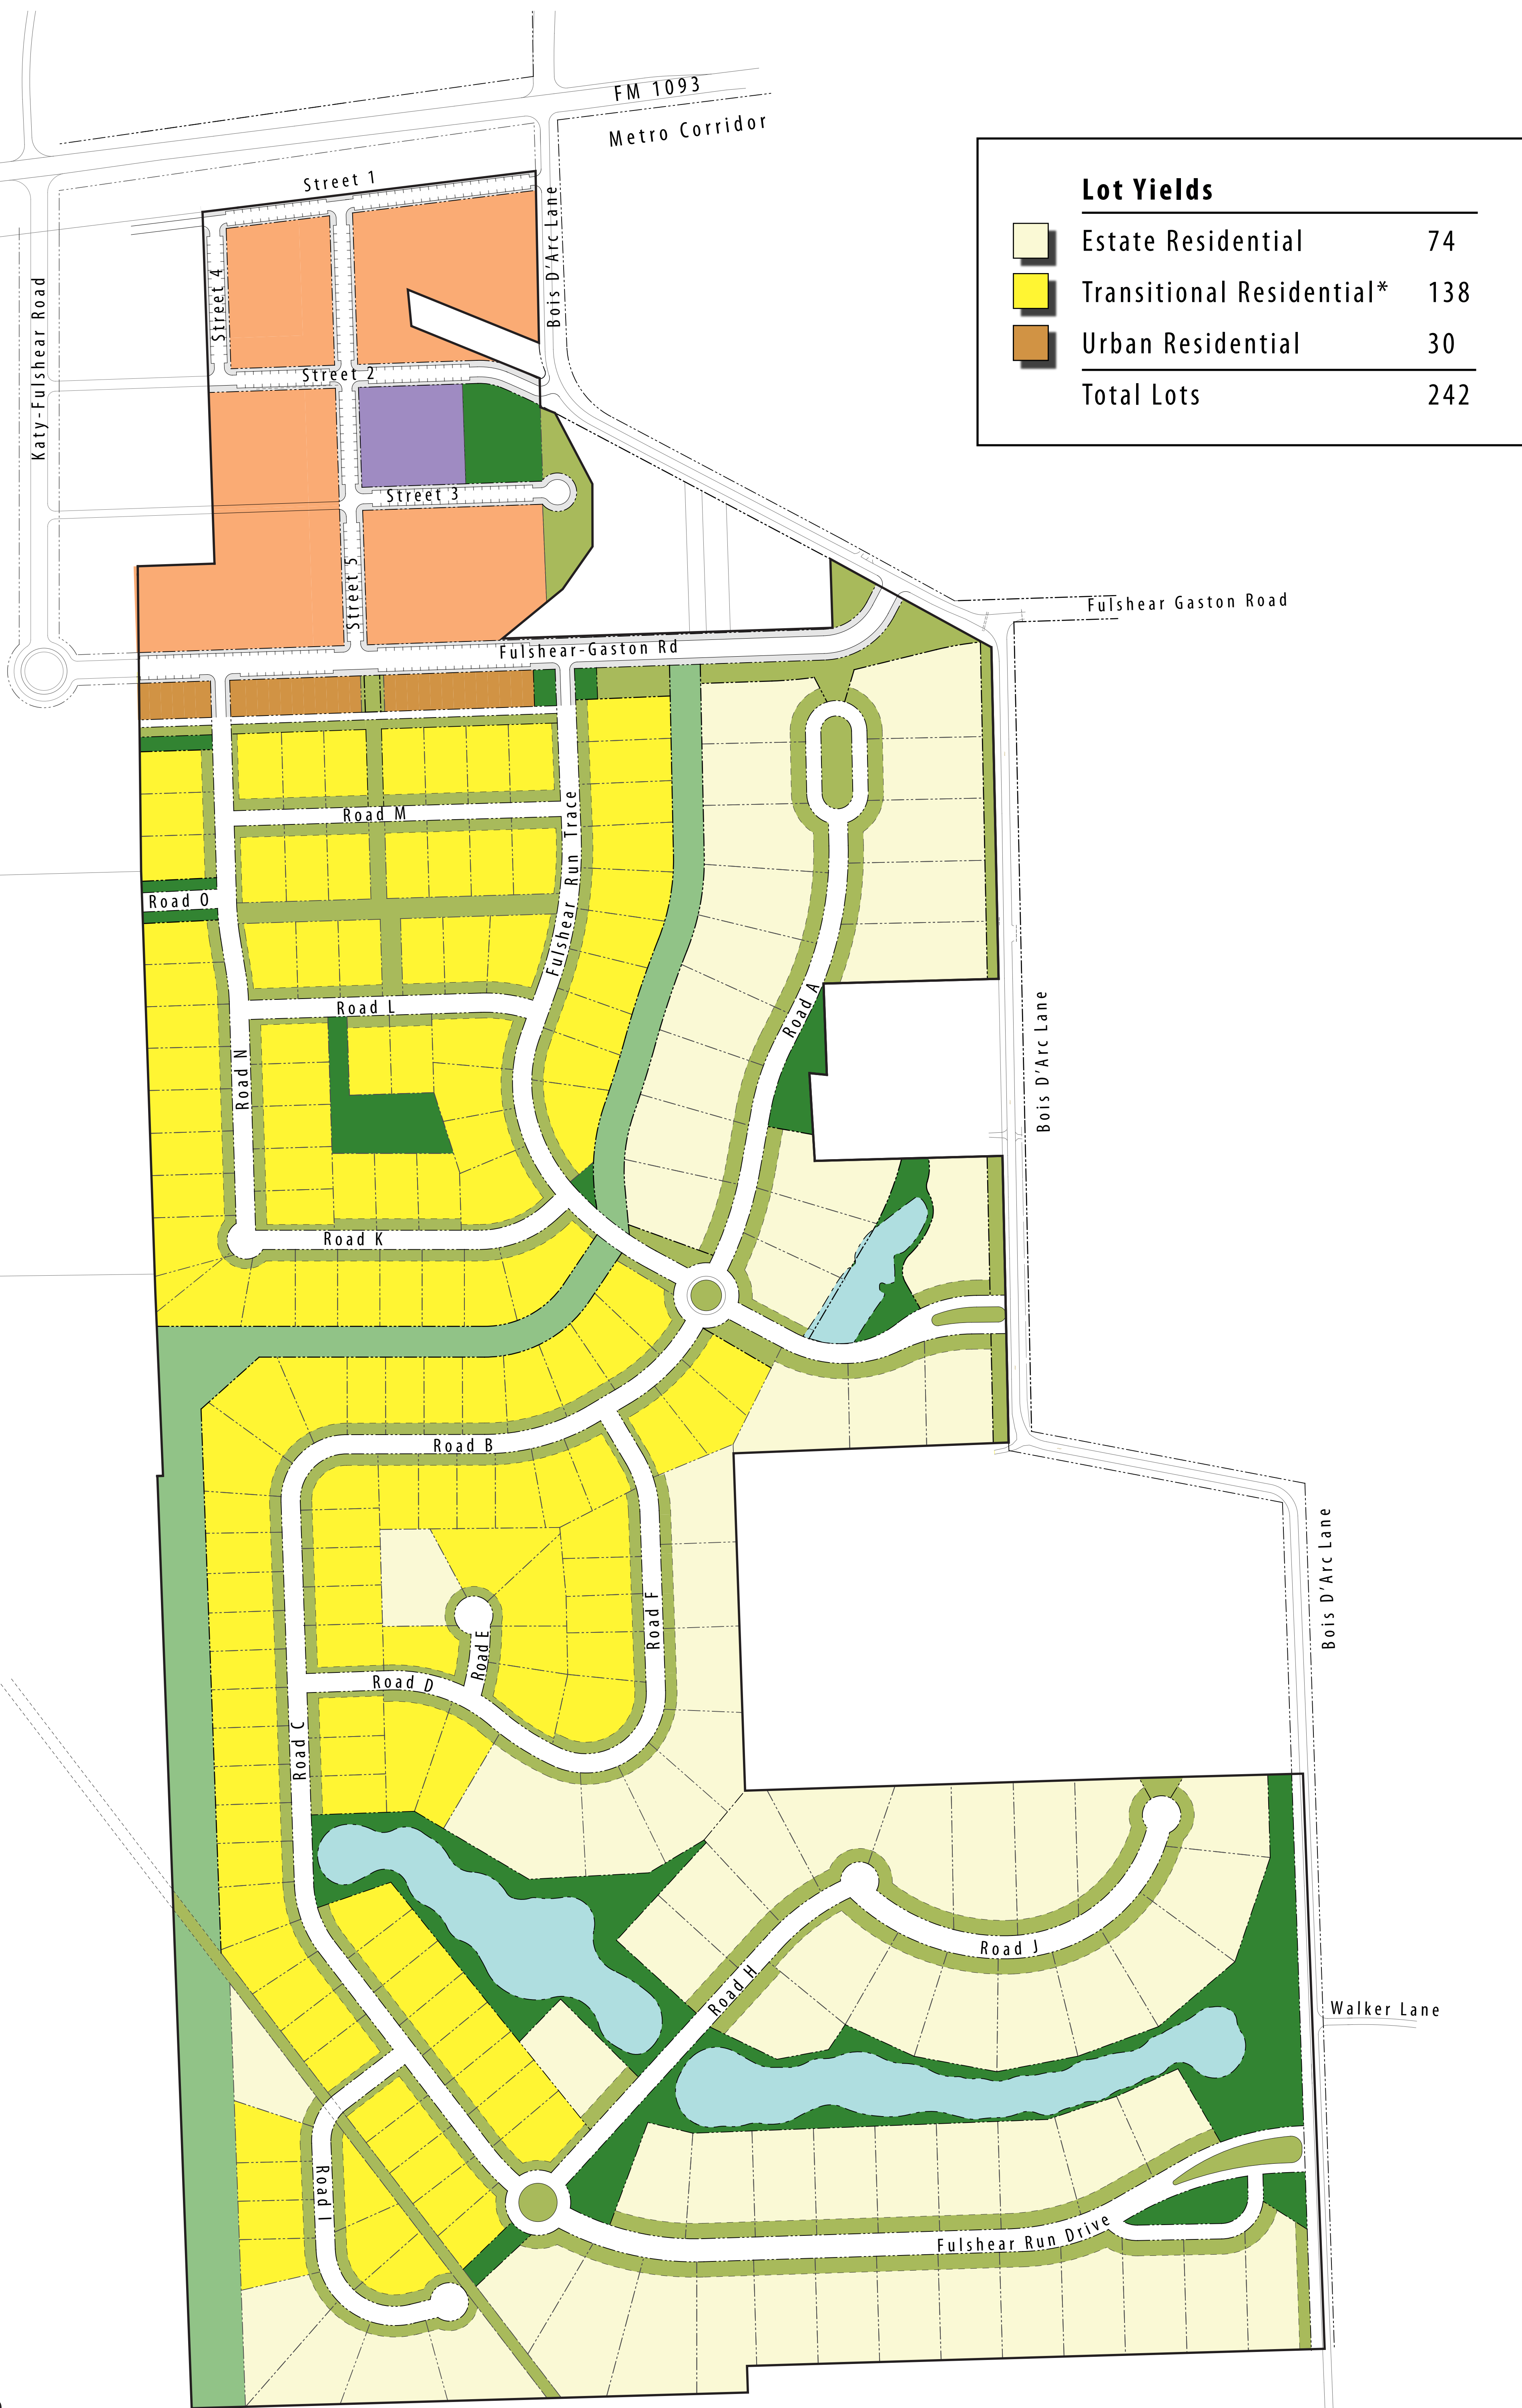 FM 1093
Metro Corridor
Street 1
Bois D'Arc Lane
Lot Yields
Estate Residential 74
Transitional Residential* 138
Urban Residential 30
Total Lots 242
Street 4
Katy-Fulshear Road
Street 2
Street 3
Street 5
Fulshear Gaston Road
Fulshear-Gaston Rd
Road M
Fulshear Run Trace
Road O
Road L
Road A
Road N
Bois D'Arc Lane
Road K
Road B
Bois D'Arc Lane
Road F
Road E
Road D
Road C
Road J
Road H
Walker Lane
Road I
Fulshear Run Drive